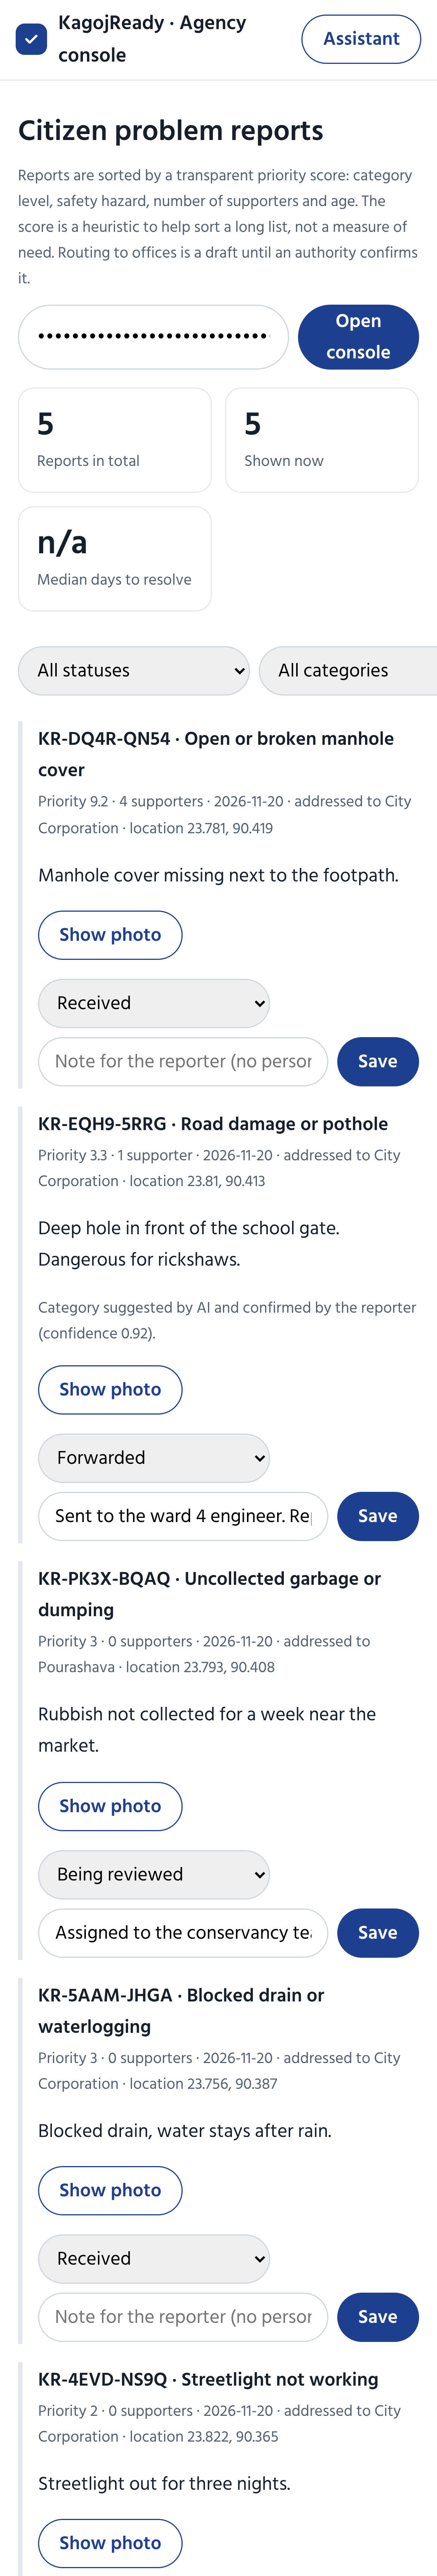 KagojReady · Agency
console
Assistant
Citizen problem reports
Reports are sorted by a transparent priority score: category
level, safety hazard, number of supporters and age. The
score is a heuristic to help sort a long list, not a measure of
need. Routing to offices is a draft until an authority confirms
it.
Open
console
5
Reports in total
5
Shown now
n/a
Median days to resolve
All statuses
All categories
KR-DQ4R-QN54 · Open or broken manhole
cover
Priority 9.2 · 4 supporters · 2026-11-20 · addressed to City
Corporation · location 23.781, 90.419
Manhole cover missing next to the footpath.
Show photo
Received
Note for the reporter (no person
Save
KR-EQH9-5RRG · Road damage or pothole
Priority 3.3 · 1 supporter · 2026-11-20 · addressed to City
Corporation · location 23.81, 90.413
Deep hole in front of the school gate.
Dangerous for rickshaws.
Category suggested by AI and confirmed by the reporter
(confidence 0.92).
Show photo
Forwarded
Sent to the ward 4 engineer. Rep
Save
KR-PK3X-BQAQ · Uncollected garbage or
dumping
Priority 3 · 0 supporters · 2026-11-20 · addressed to
Pourashava · location 23.793, 90.408
Rubbish not collected for a week near the
market.
Show photo
Being reviewed
Assigned to the conservancy tea
Save
KR-5AAM-JHGA · Blocked drain or
waterlogging
Priority 3 · 0 supporters · 2026-11-20 · addressed to City
Corporation · location 23.756, 90.387
Blocked drain, water stays after rain.
Show photo
Received
Note for the reporter (no person
Save
KR-4EVD-NS9Q · Streetlight not working
Priority 2 · 0 supporters · 2026-11-20 · addressed to City
Corporation · location 23.822, 90.365
Streetlight out for three nights.
Show photo